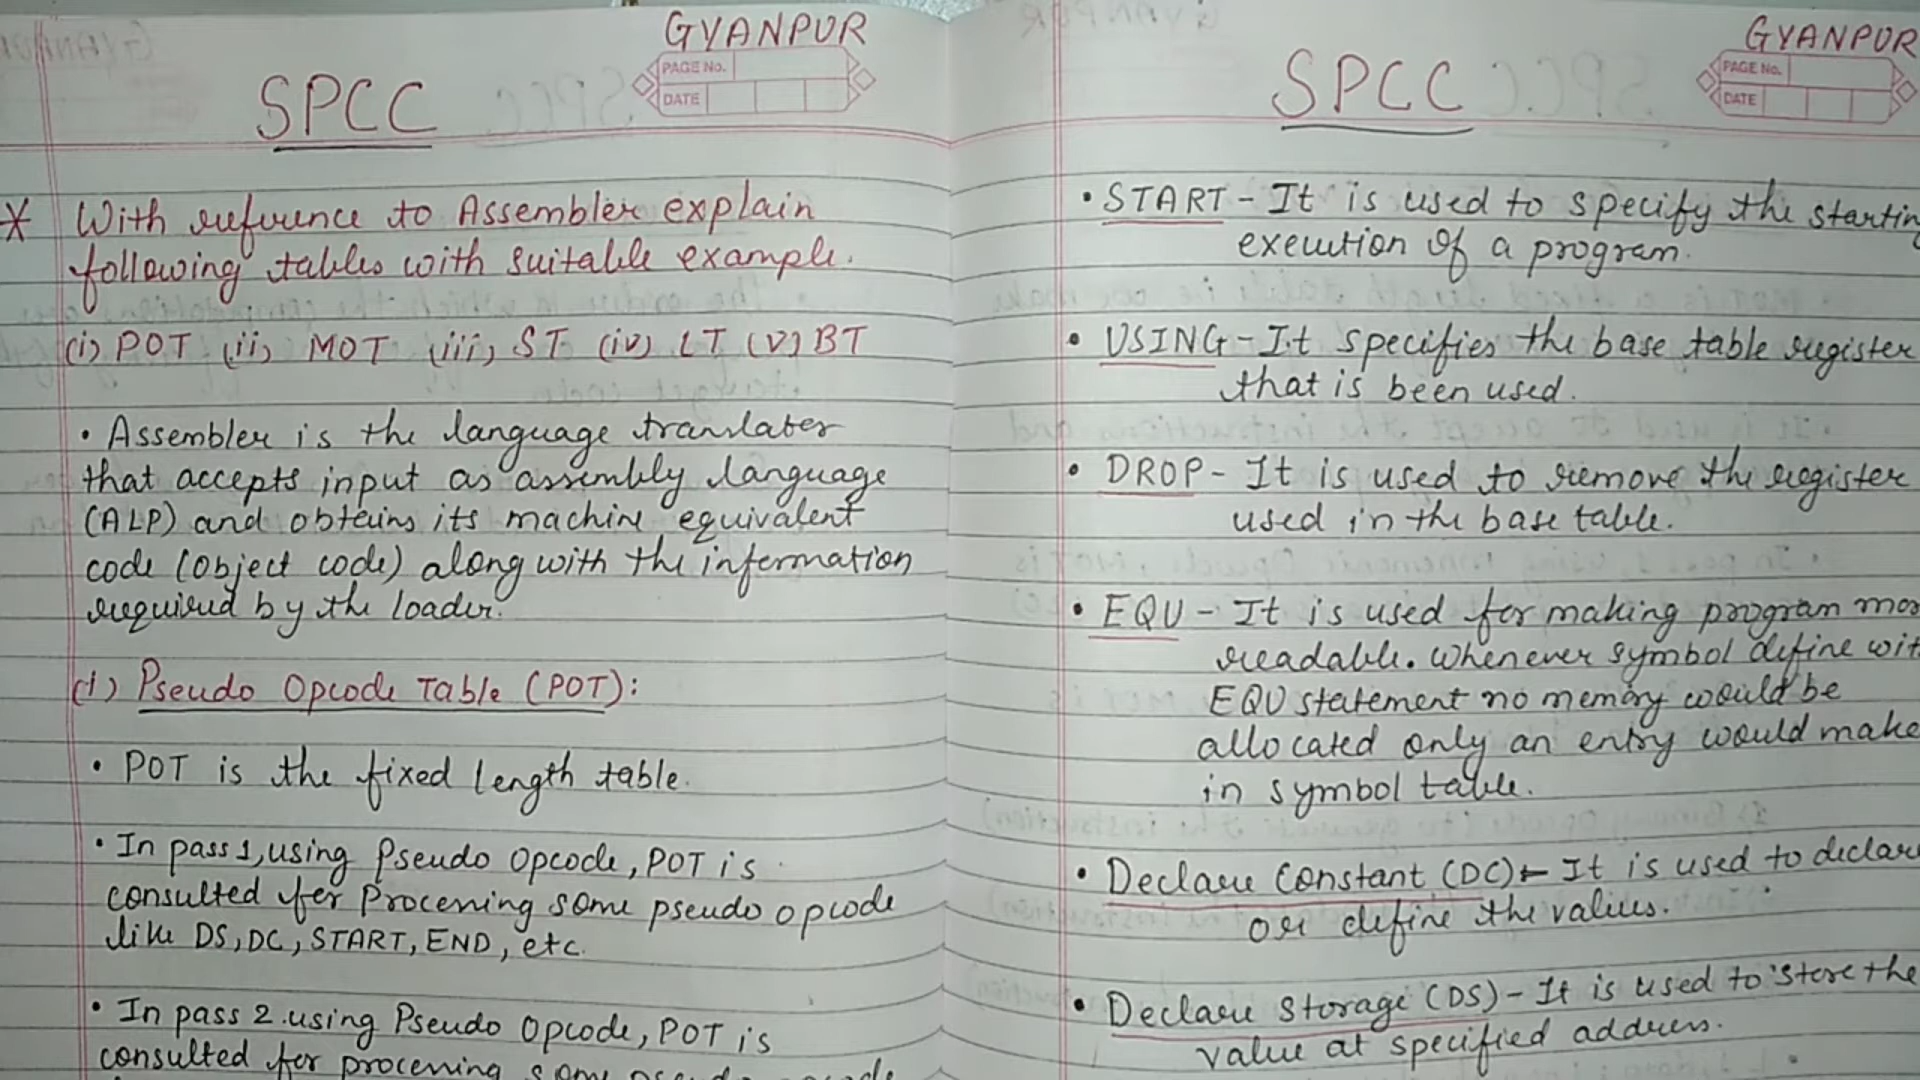 GYANPUR
PAGE No.
DATE
SPCC
* With reference to Assembler explain
following tables with suitable example.
(i) POT (ii) MOT (iii) ST (iv) LT (V) BT
• Assembler is the language translater
that accepts input as assembly language
(ALP) and obtains its machine equivalent
code (object code) along with the information
required by the loader.
(1) Pseudo Opcode Table (POT):
• POT is the fixed length table.
• In pass 1, using Pseudo Opcode, POT is
consulted for Processing some pseudo opcode
like DS, DC, START, END, etc.
• In pass 2 using Pseudo Opcode, POT is
consulted for processing some pseudo opcode
GYANPUR
PAGE No.
DATE
SPCC
• START - It is used to specify the startin
execution of a program.
• USING - It specifies the base table register
that is been used.
• DROP - It is used to remove the register
used in the base table.
• EQU - It is used for making program mor
readable. Whenever symbol define wit
EQU statement no memory would be
allocated only an entry would make
in symbol table.
• Declare Constant (DC) - It is used to declare
or define the values.
• Declare Storage (DS) - It is used to store the
value at specified address.